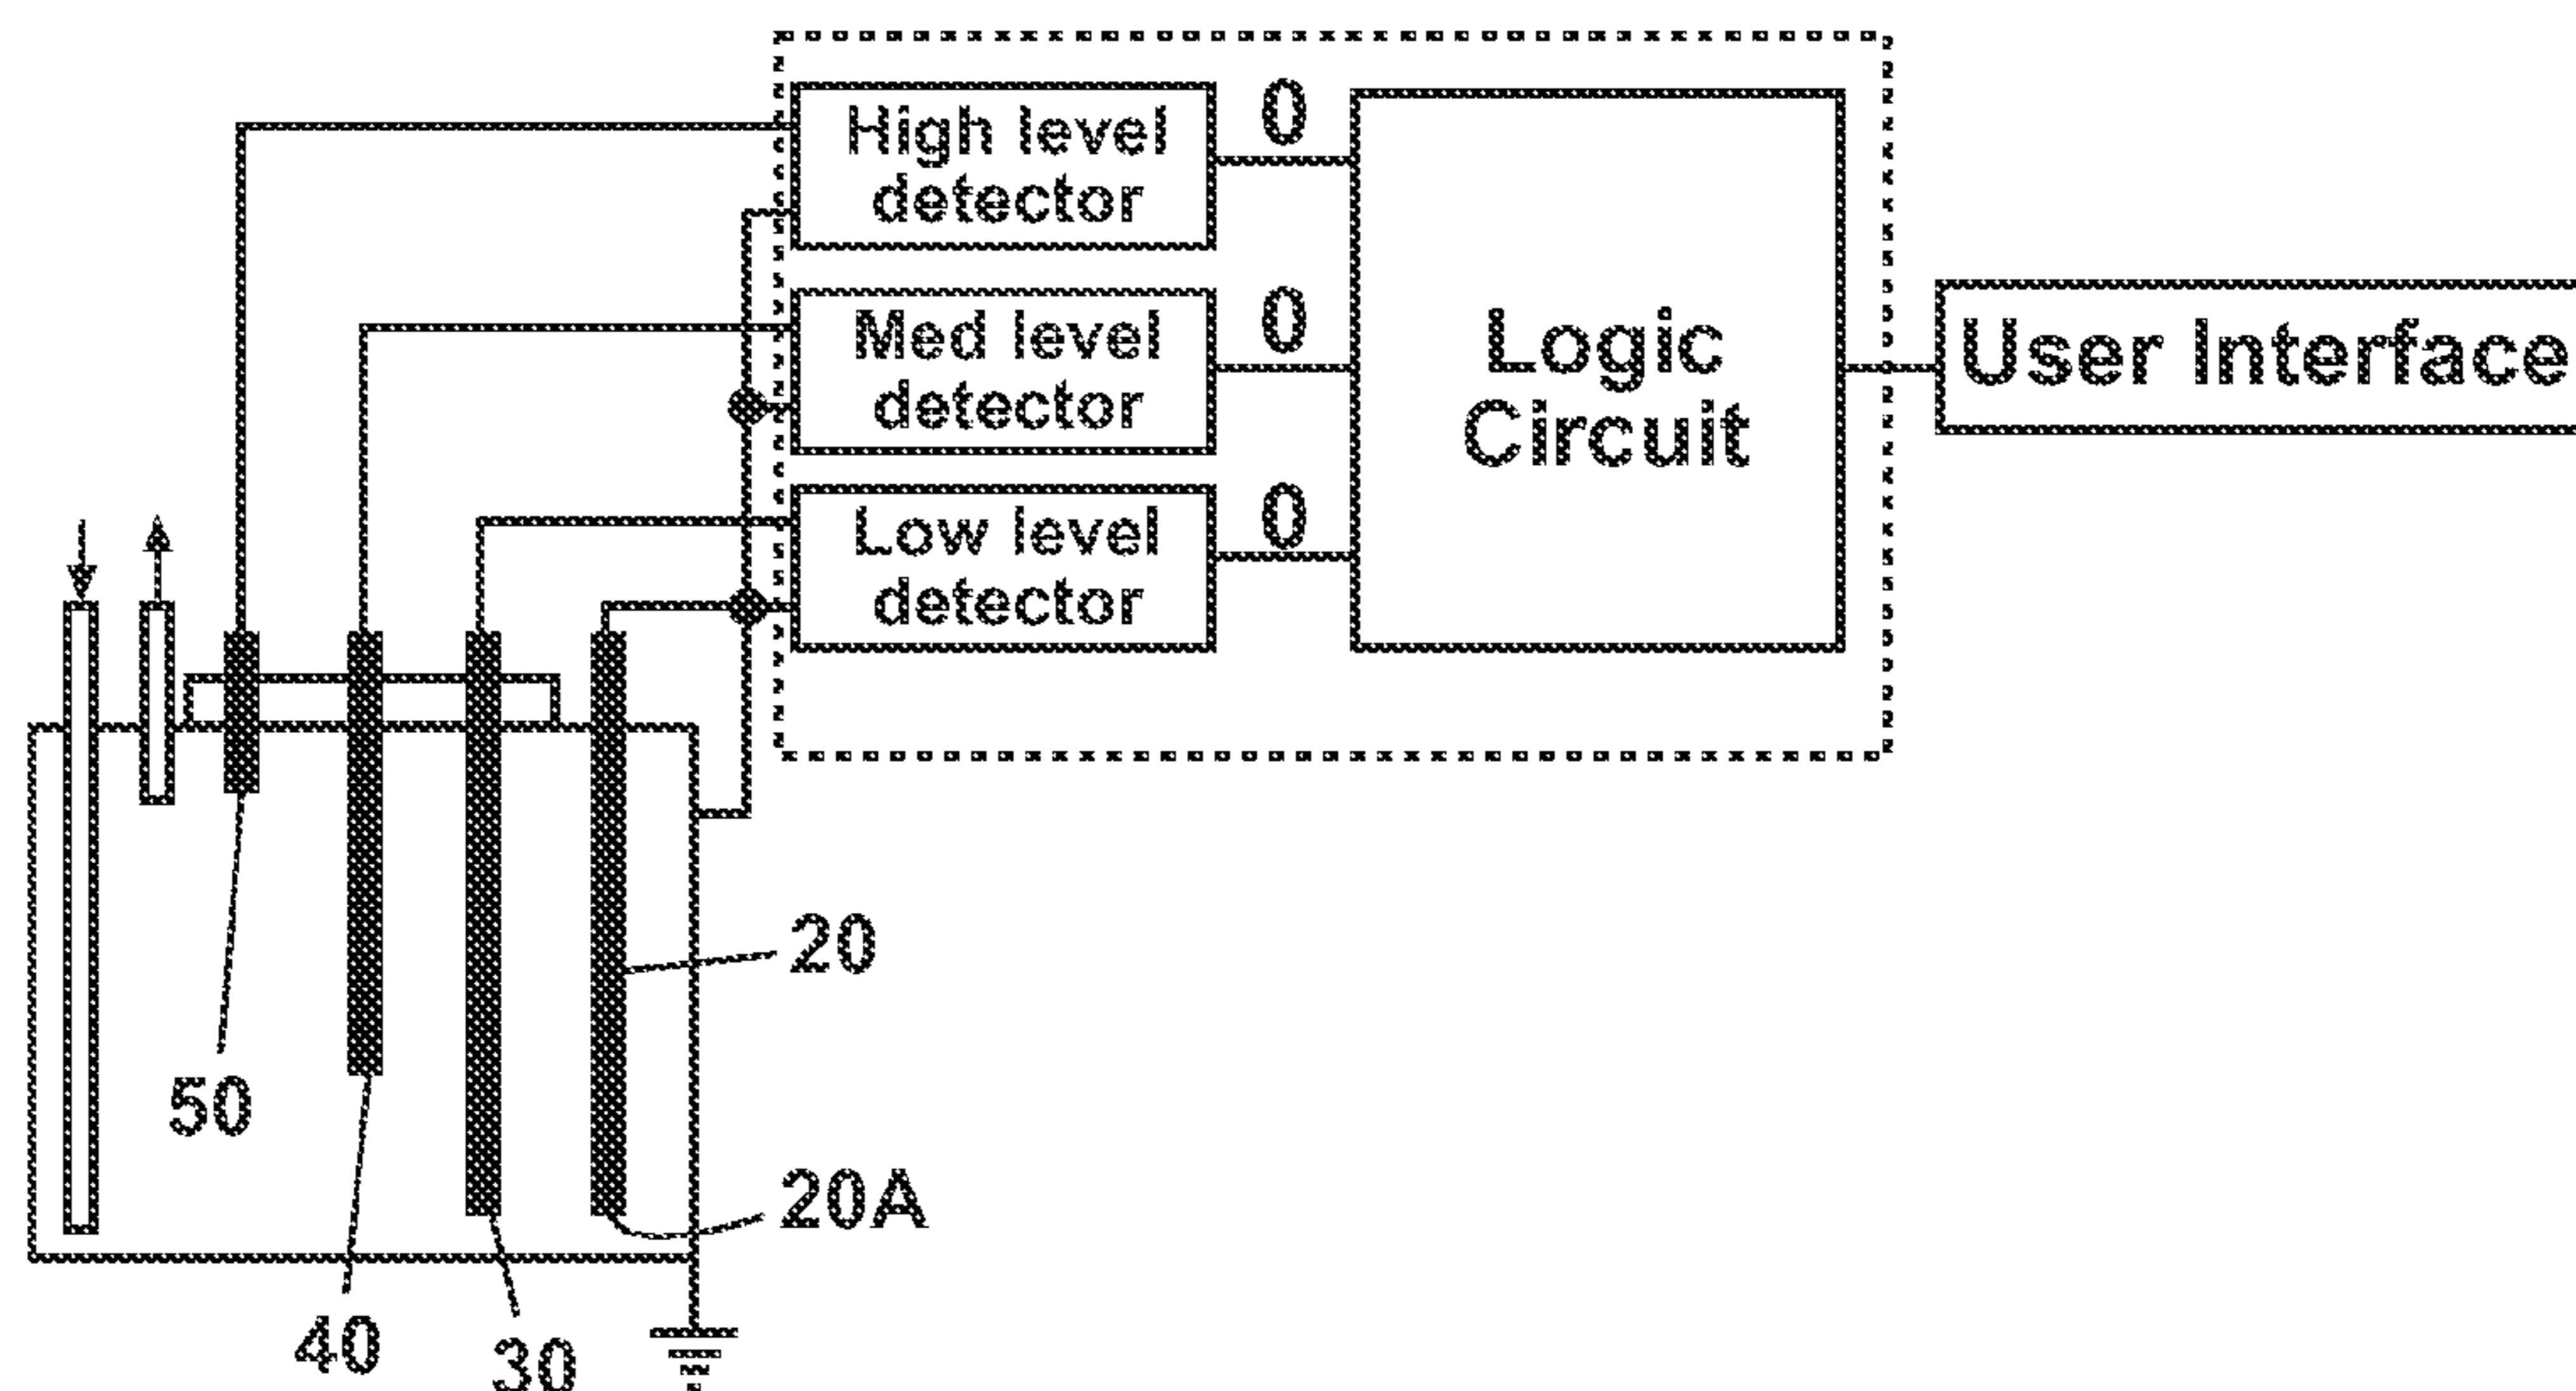 High level
detector
0
Med level
detector
0
Low level
detector
0
Logic
Circuit
User Interface
20
20A
50
40
30